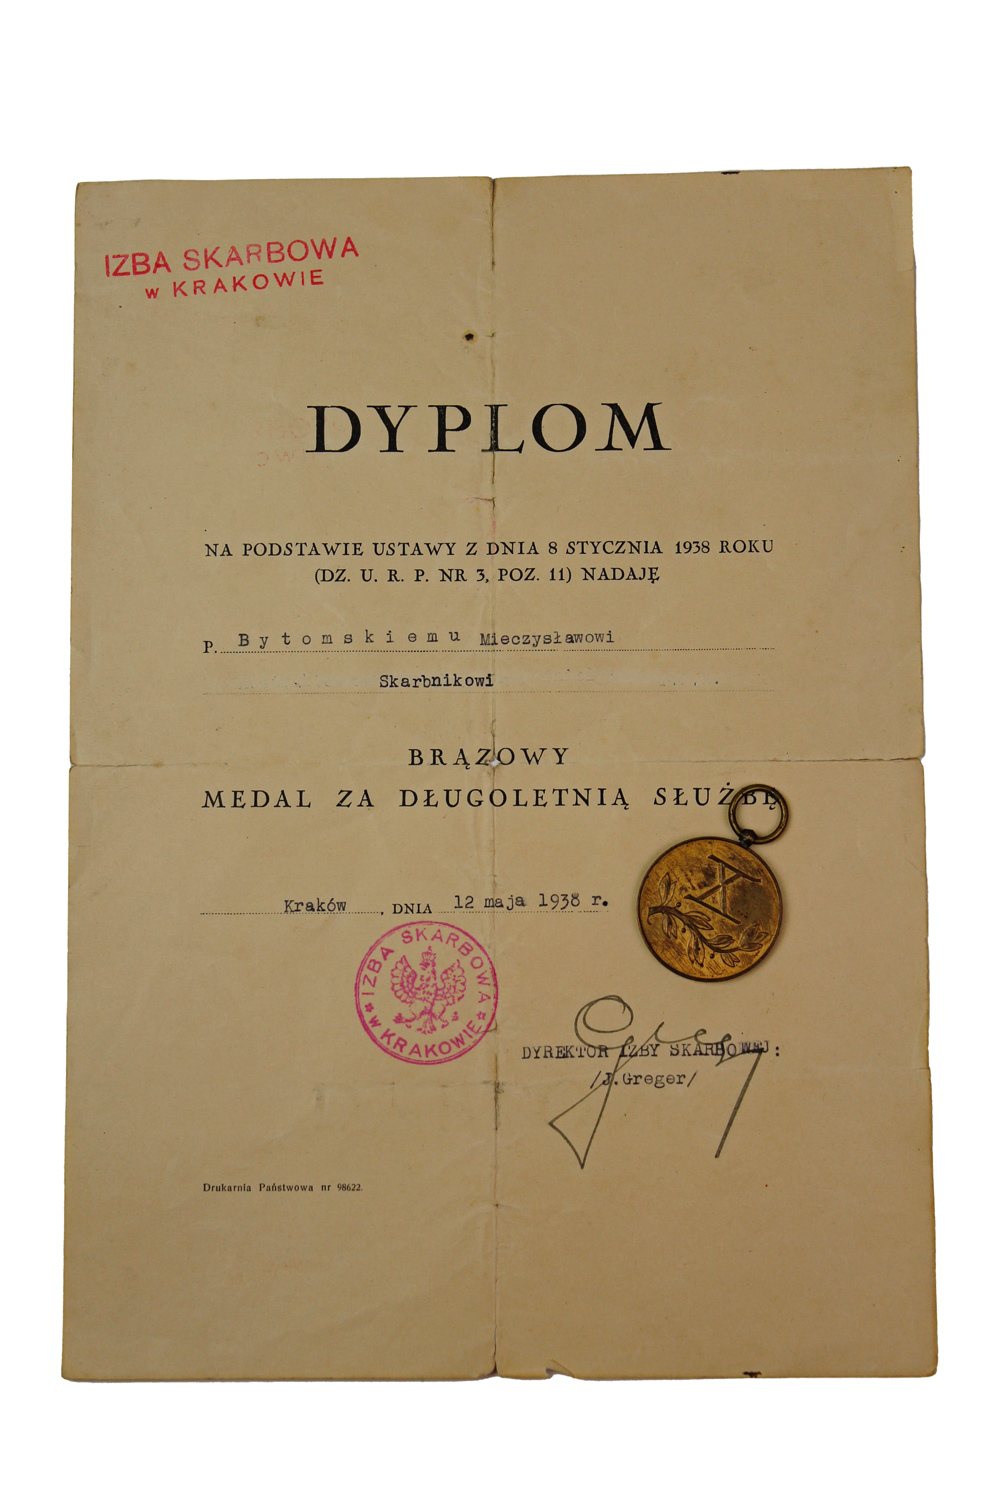 IZBA SKARBOWA
W KRAKOWIE
DYPLOM
NA PODSTAWIE USTAWY Z DNIA 8 STYCZNIA 1938 ROKU
(DZ. U. R. P. NR 3, POZ. 11) NADAJĘ
P. Bytomskiemu Mieczysławowi
Skarbnikowi
BRĄZOWY
MEDAL ZA DŁUGOLETNIĄ SŁUŻBĘ
Kraków, DNIA 12 maja 1938 r.
IZBA SKARBOWA
W KRAKOWIE
DYREKTOR IZBY SKARBOWEJ:
/J.Greger/
Drukarnia Państwowa nr 98622.